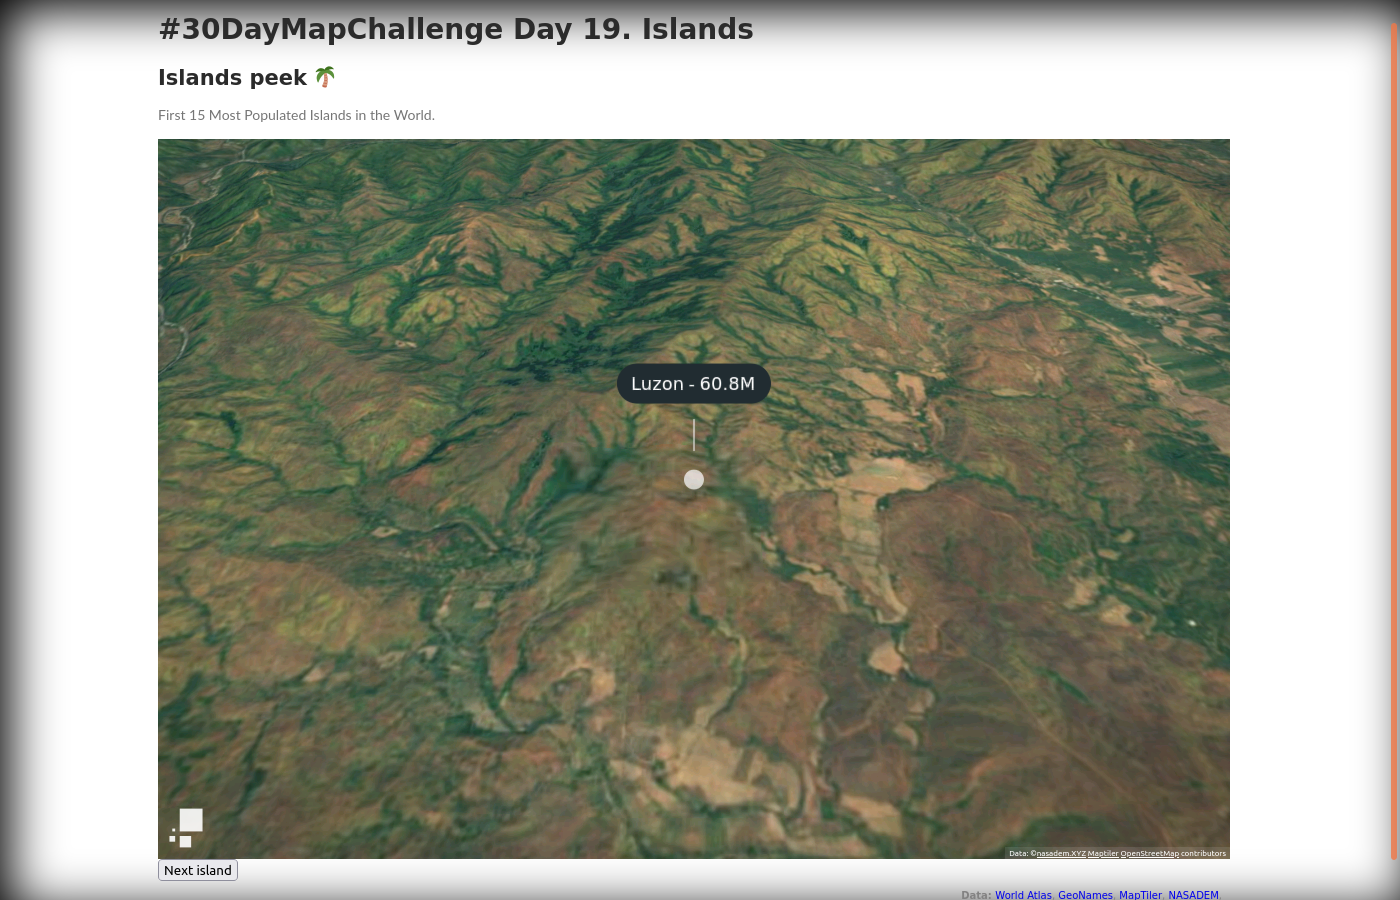 #30DayMapChallenge Day 19. Islands
Islands peek 🌴
First 15 Most Populated Islands in the World.
Luzon - 60.8M
Data: ©nasadem.XYZ Maptiler OpenStreetMap contributors
Next island
Data: World Atlas, GeoNames, MapTiler, NASADEM.